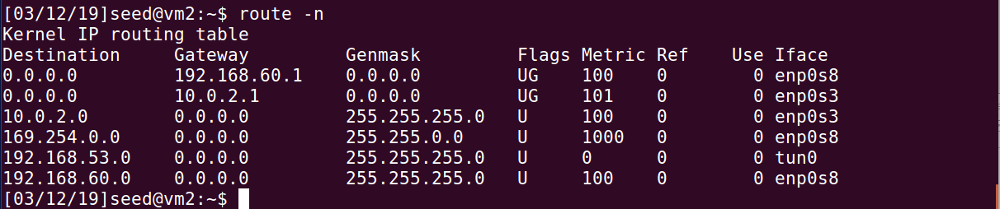 [03/12/19]seed@vm2:~$ route -n
Kernel IP routing table
Destination     Gateway         Genmask         Flags Metric Ref    Use Iface
0.0.0.0         192.168.60.1    0.0.0.0         UG    100    0        0 enp0s8
0.0.0.0         10.0.2.1        0.0.0.0         UG    101    0        0 enp0s3
10.0.2.0        0.0.0.0         255.255.255.0   U     100    0        0 enp0s3
169.254.0.0     0.0.0.0         255.255.0.0     U     1000   0        0 enp0s8
192.168.53.0    0.0.0.0         255.255.255.0   U     0      0        0 tun0
192.168.60.0    0.0.0.0         255.255.255.0   U     100    0        0 enp0s8
[03/12/19]seed@vm2:~$